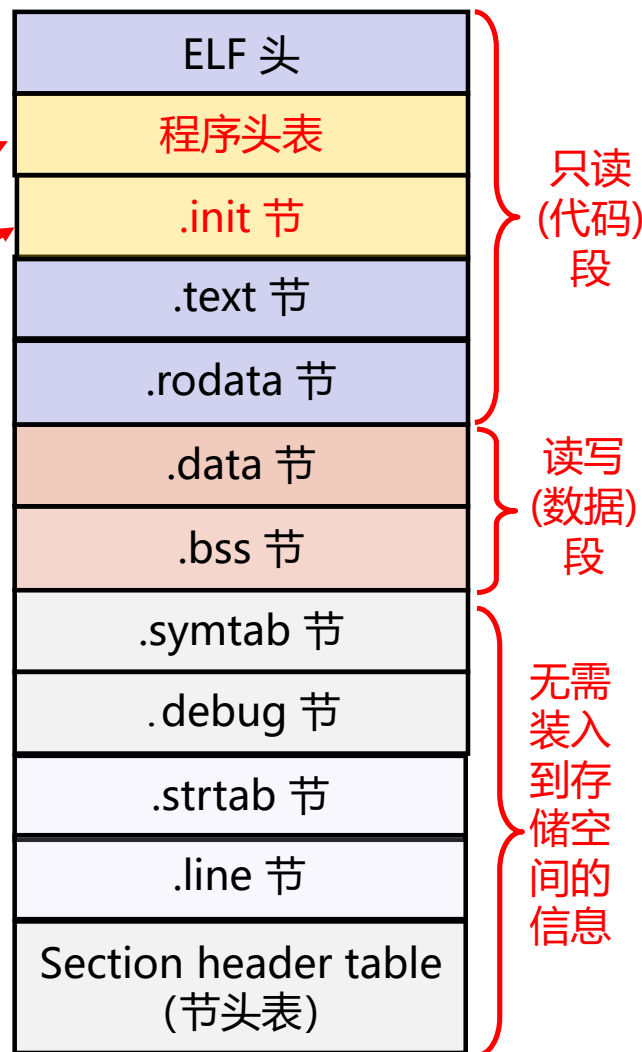 ELF 头
程序头表
.init 节
.text 节
.rodata 节
.data 节
.bss 节
.symtab 节
.debug 节
.strtab 节
.line 节
Section header table
(节头表)
只读
(代码)
段
读写
(数据)
段
无需
装入
到存
储空
间的
信息